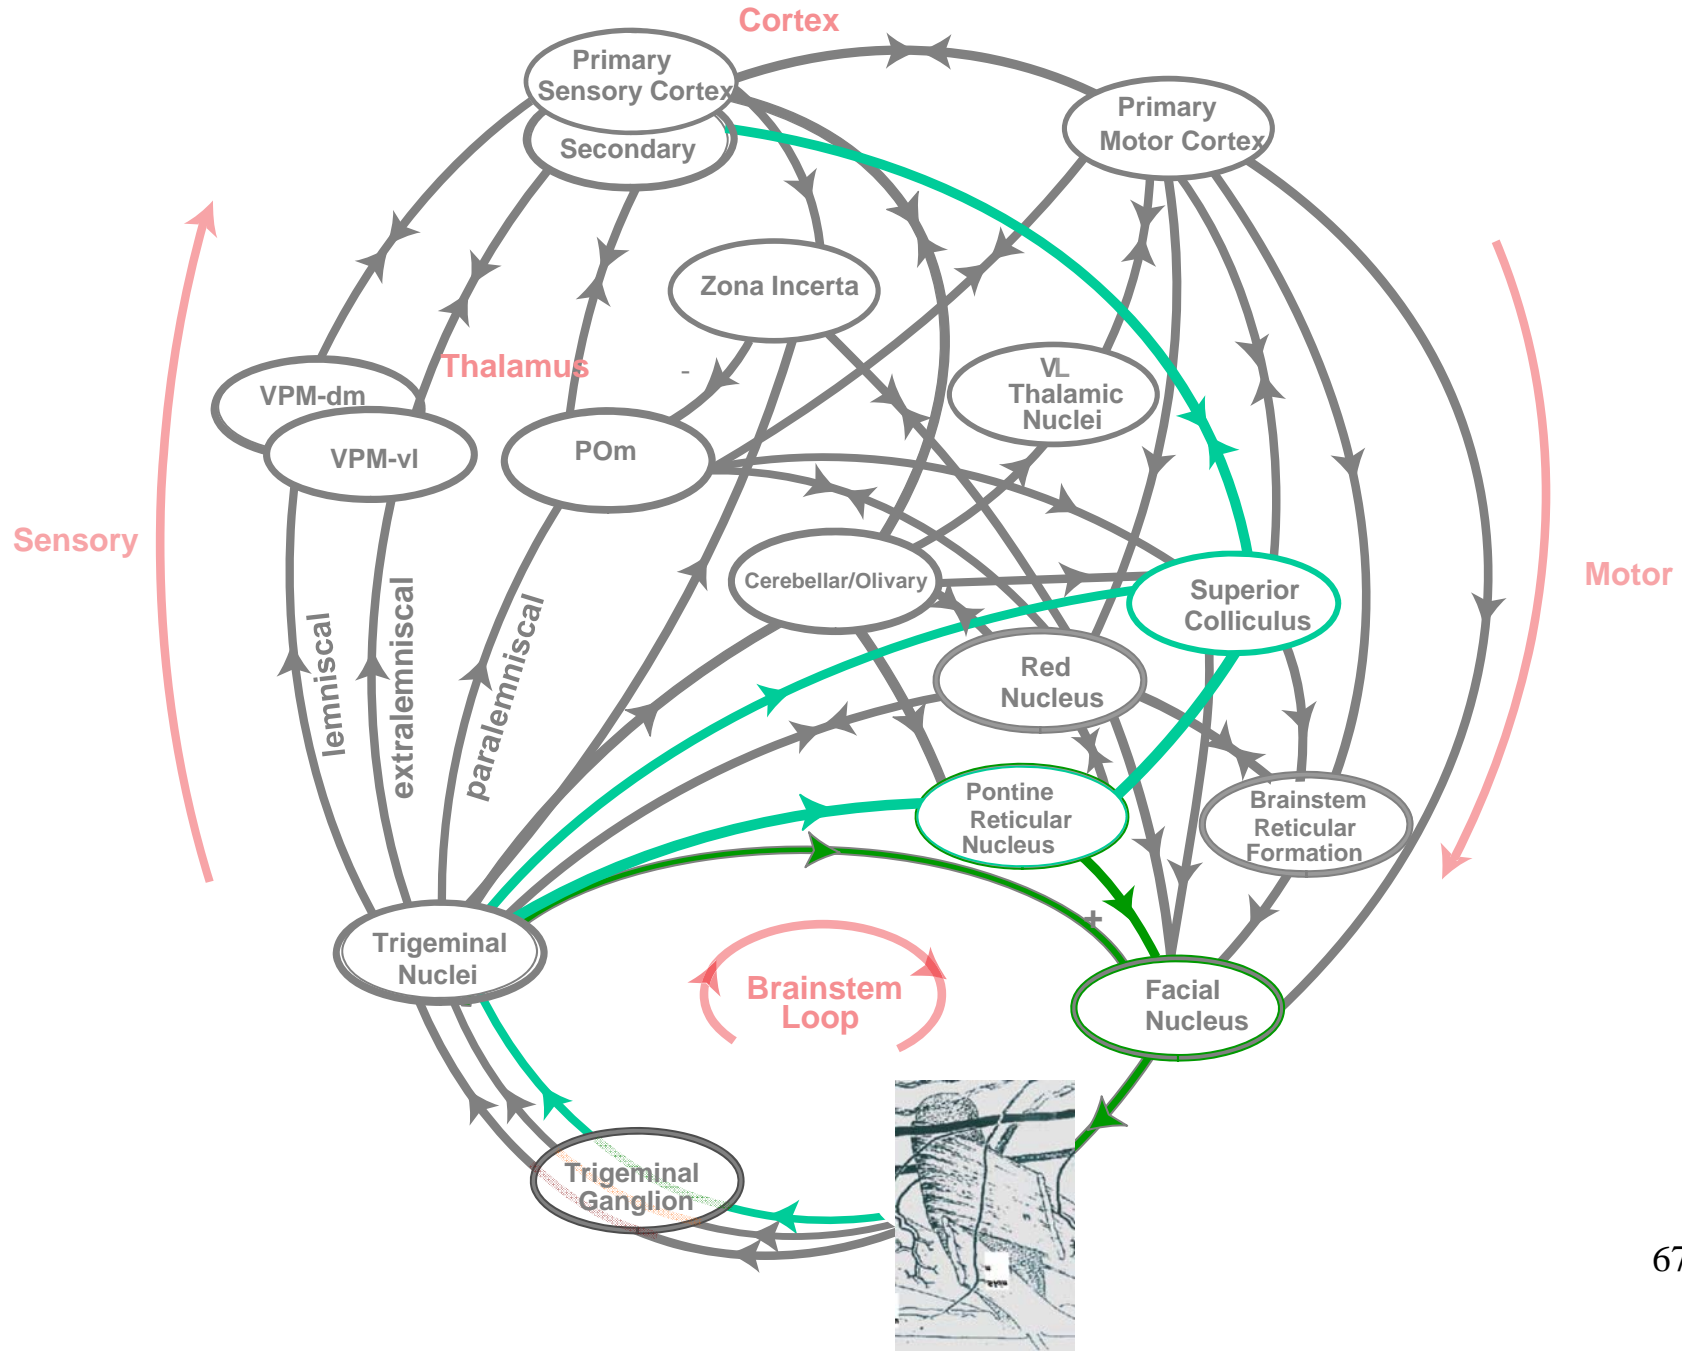 Cortex
Primary
Sensory Cortex
Secondary
Primary
Motor Cortex
Zona Incerta
Thalamus
-
VPM-dm
VPM-vl
POm
VL
Thalamic
Nuclei
Sensory
Motor
lemniscal
extralemniscal
paralemniscal
Cerebellar/Olivary
Superior
Colliculus
Red
Nucleus
Pontine
Reticular
Nucleus
Brainstem
Reticular
Formation
+
Trigeminal
Nuclei
Brainstem
Loop
Facial
Nucleus
Trigeminal
Ganglion
67